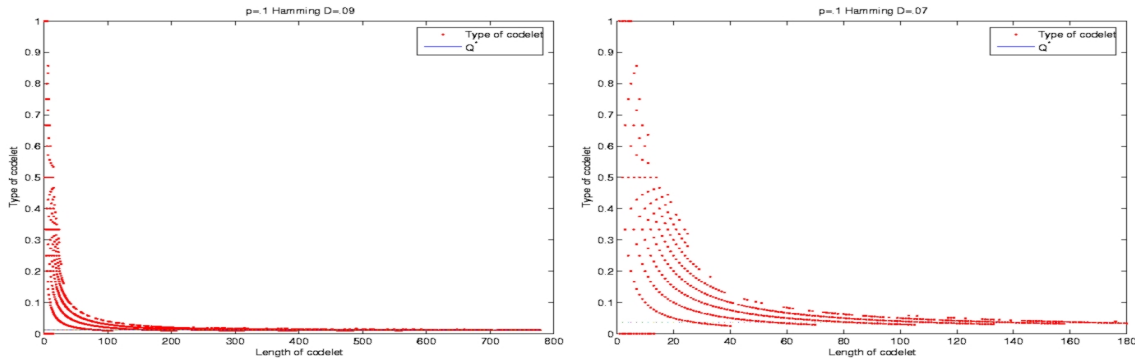 p=.1 Hamming D=.09
Type of codelet
Q*
1
0.9
0.8
0.7
0.6
0.5
0.4
0.3
0.2
0.1
0
Type of codelet
0 100 200 300 400 500 600 700 800
Length of codelet
p=.1 Hamming D=.07
Type of codelet
Q*
1
0.9
0.8
0.7
0.6
0.5
0.4
0.3
0.2
0.1
0
Type of codelet
0 20 40 60 80 100 120 140 160 180
Length of codelet